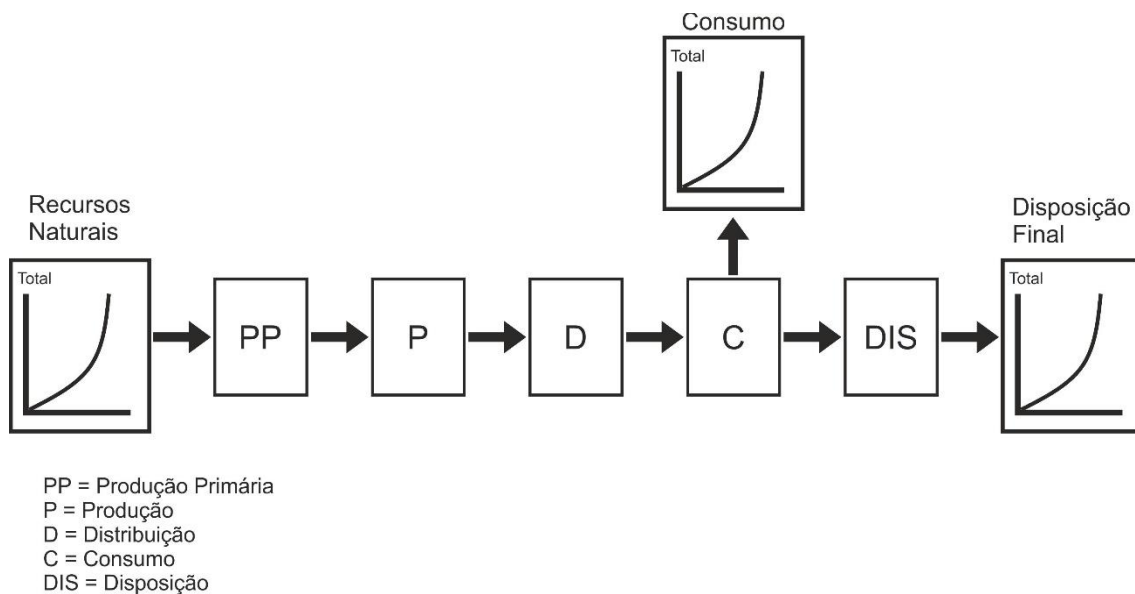 Consumo
Total
Recursos
Naturais
Total
PP
P
D
C
DIS
Disposição
Final
Total
PP = Produção Primária
P = Produção
D = Distribuição
C = Consumo
DIS = Disposição